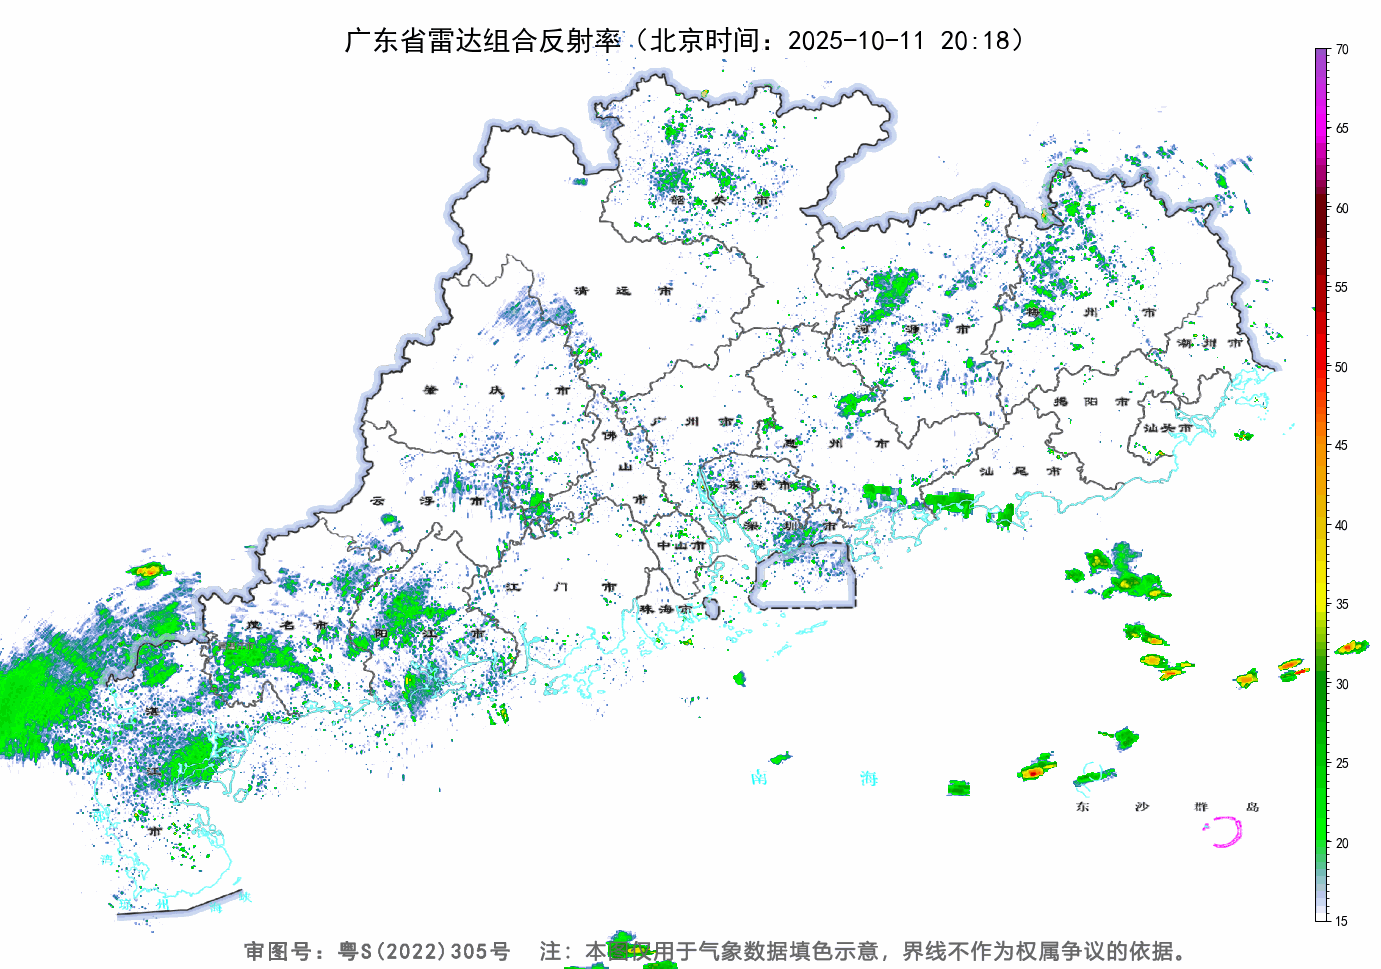 广东省雷达组合反射率（北京时间：2025-10-11 20:18）
70
65
60
55
50
45
40
35
30
25
20
15
韶关市
清远市
河源市
梅州市
潮州市
肇庆市
揭阳市
汕头市
广州市
佛山市
惠州市
汕尾市
东莞市
云浮市
深圳市
中山市
江门市
珠海市
茂名市
阳江市
湛江市
南海
东沙群岛
湾
琼州海峡
审图号：粤S(2022)305号 注：本图仅用于气象数据填色示意，界线不作为权属争议的依据。